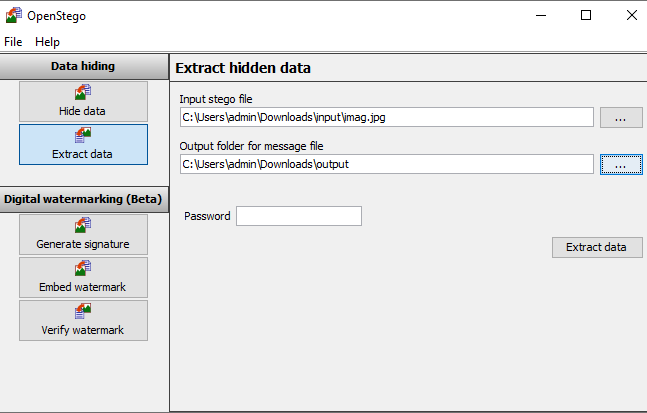 OpenStego
File Help
Data hiding
Hide data
Extract data
Digital watermarking (Beta)
Generate signature
Embed watermark
Verify watermark
Extract hidden data
Input stego file
C:\Users\admin\Downloads\input\imag.jpg
...
Output folder for message file
C:\Users\admin\Downloads\output
...
Password
Extract data